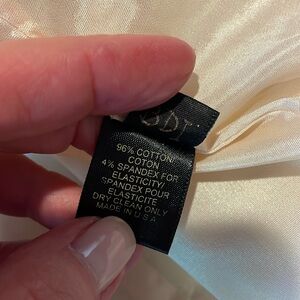 96% COTTON/
COTON
4% SPANDEX FOR
ELASTICITY/
SPANDEX POUR
ELASTICITE
DRY CLEAN ONLY
MADE IN U.S.A